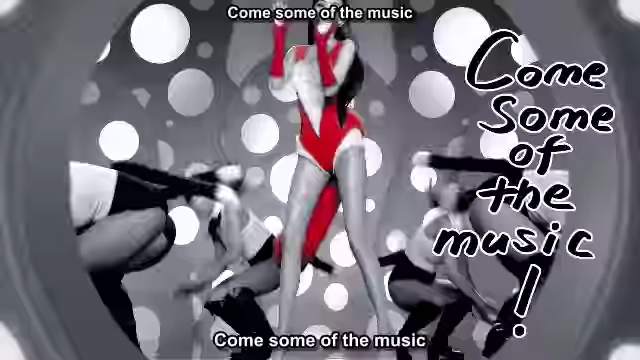 Come some of the music
Come
Some
of
the
music
!
Come some of the music